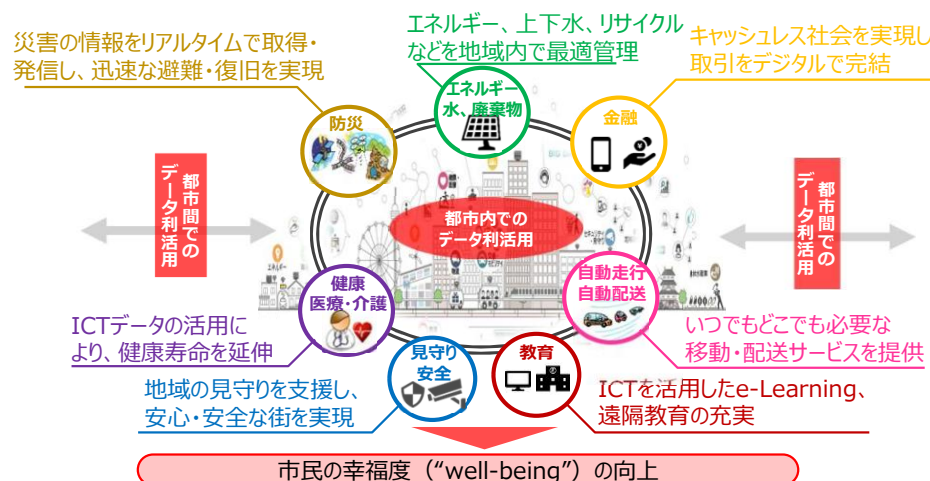 災害の情報をリアルタイムで取得・
発信し、迅速な避難・復旧を実現
エネルギー、上下水、リサイクル
などを地域内で最適管理
キャッシュレス社会を実現し
取引をデジタルで完結
防災
エネルギー
水、廃棄物
金融
都市間での
データ利活用
都市内での
データ利活用
都市間での
データ利活用
エネルギー
健康
医療・介護
自動走行
自動配送
ICTデータの活用に
より、健康寿命を延伸
見守り
安全
教育
いつでもどこでも必要な
移動・配送サービスを提供
地域の見守りを支援し、
安心・安全な街を実現
ICTを活用したe-Learning、
遠隔教育の充実
市民の幸福度（“well-being”）の向上